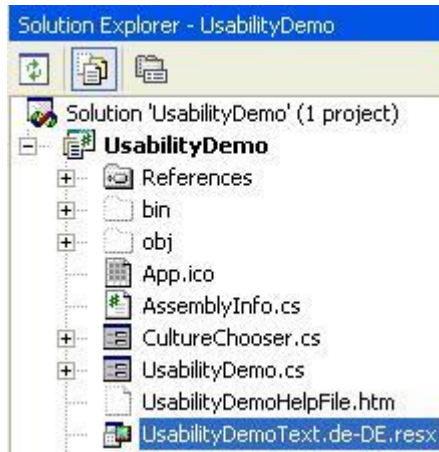 Solution Explorer - UsabilityDemo
Solution 'UsabilityDemo' (1 project)
UsabilityDemo
References
bin
obj
App.ico
AssemblyInfo.cs
CultureChooser.cs
UsabilityDemo.cs
UsabilityDemoHelpFile.htm
UsabilityDemoText.de-DE.resx